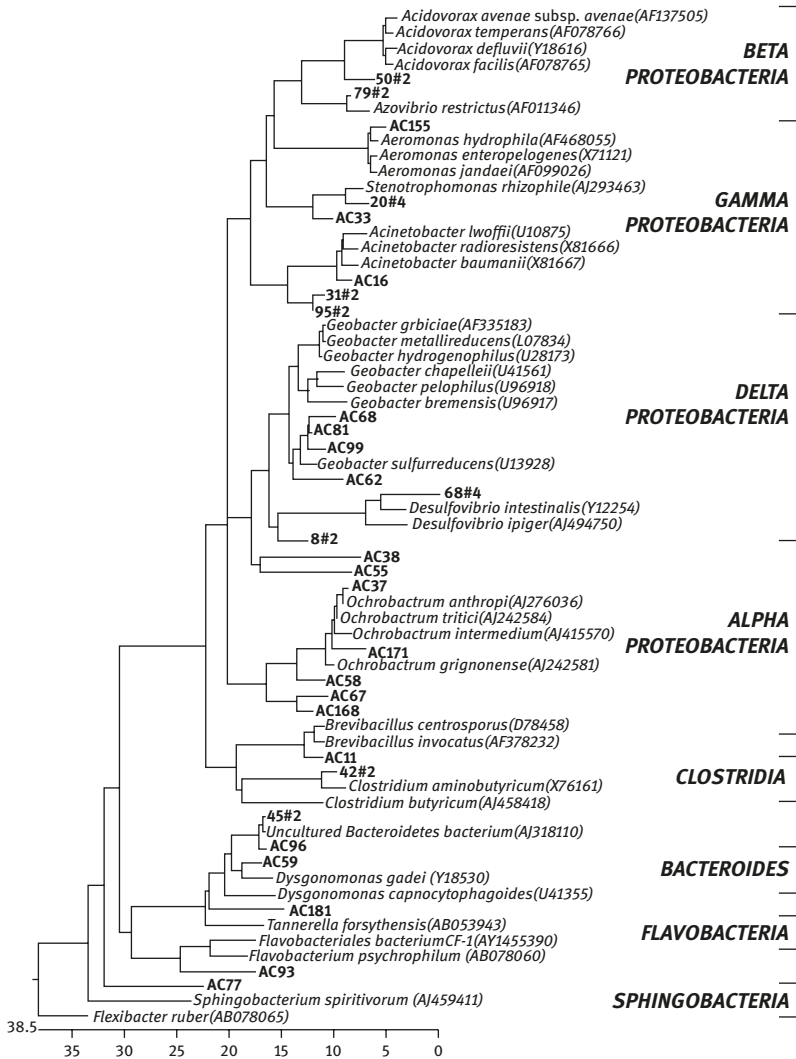 Acidovorax avenae subsp. avenae(AF137505)
Acidovorax temperans(AF078766)
Acidovorax defluvii(Y18616)
Acidovorax facilis(AF078765)
50#2
79#2
Azovibrio restrictus(AF011346)
BETA
PROTEOBACTERIA
AC155
Aeromonas hydrophila(AF468055)
Aeromonas enteropelogenes(X71121)
Aeromonas jandaei(AF099026)
Stenotrophomonas rhizophile(AJ293463)
20#4
AC33
Acinetobacter lwoffii(U10875)
Acinetobacter radioresistens(X81666)
Acinetobacter baumanii(X81667)
AC16
31#2
95#2
GAMMA
PROTEOBACTERIA
Geobacter grbiciae(AF335183)
Geobacter metallireducens(L07834)
Geobacter hydrogenophilus(U28173)
Geobacter chapelleii(U41561)
Geobacter pelophilus(U96918)
Geobacter bremensis(U96917)
AC68
AC81
AC99
Geobacter sulfurreducens(U13928)
AC62
68#4
Desulfovibrio intestinalis(Y12254)
Desulfovibrio ipiger(AJ494750)
8#2
DELTA
PROTEOBACTERIA
AC38
AC55
AC37
Ochrobactrum anthropi(AJ276036)
Ochrobactrum tritici(AJ242584)
Ochrobactrum intermedium(AJ415570)
AC171
Ochrobactrum grignonense(AJ242581)
AC58
AC67
AC168
ALPHA
PROTEOBACTERIA
Brevibacillus centrosporus(D78458)
Brevibacillus invocatus(AF378232)
AC11
42#2
Clostridium aminobutyricum(X76161)
Clostridium butyricum(AJ458418)
CLOSTRIDIA
45#2
Uncultured Bacteroidetes bacterium(AJ318110)
AC96
AC59
Dysgonomonas gadei (Y18530)
Dysgonomonas capnocytophagoides(U41355)
BACTEROIDES
AC181
Tannerella forsythensis(AB053943)
Flavobacteriales bacteriumCF-1(AY1455390)
Flavobacterium psychrophilum (AB078060)
AC93
FLAVOBACTERIA
AC77
Sphingobacterium spiritivorum (AJ459411)
Flexibacter ruber(AB078065)
SPHINGOBACTERIA
38.5
35 30 25 20 15 10 5 0